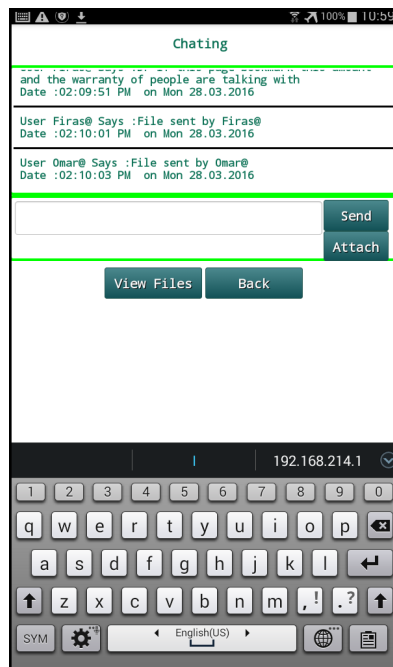 100% 10:59
Chating
and the warranty of people are talking with
Date :02:09:51 PM on Mon 28.03.2016
User Firas@ Says :File sent by Firas@
Date :02:10:01 PM on Mon 28.03.2016
User Omar@ Says :File sent by Omar@
Date :02:10:03 PM on Mon 28.03.2016
Send
Attach
View Files Back
I 192.168.214.1
1 2 3 4 5 6 7 8 9 0
q w e r t y u i o p
a s d f g h j k l
z x c v b n m , ! . ?
SYM English(US)